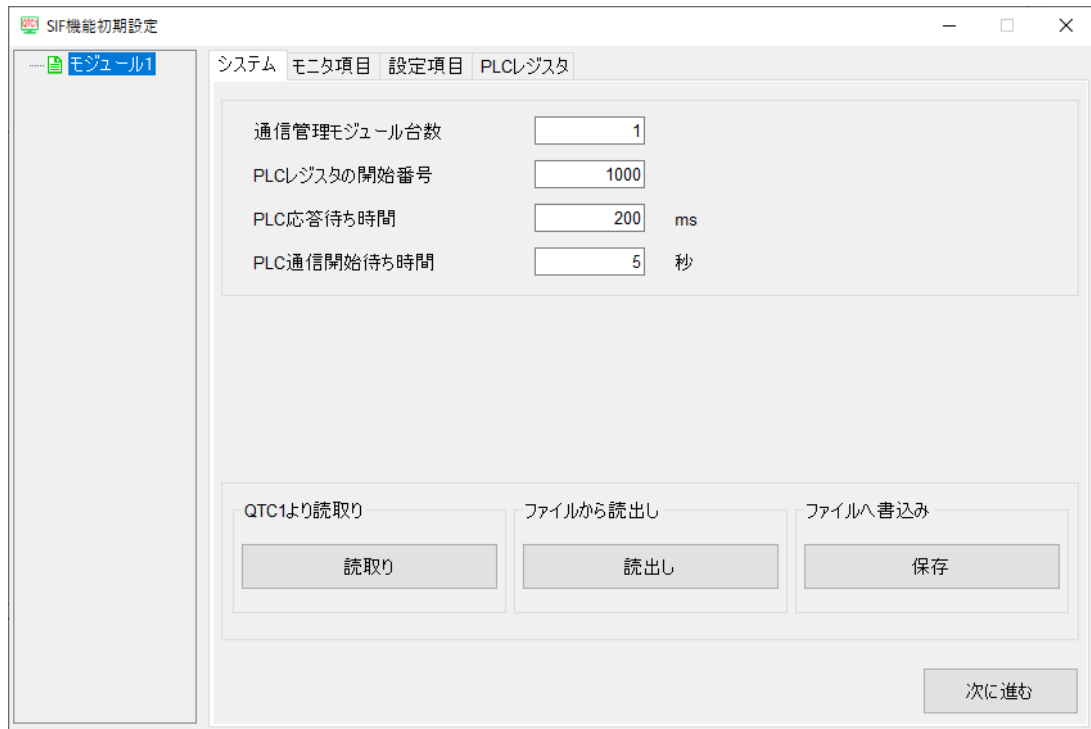 QTC1 SIF機能初期設定
モジュール1
システム モニタ項目 設定項目 PLCレジスタ
通信管理モジュール台数 1
PLCレジスタの開始番号 1000
PLC応答待ち時間 200 ms
PLC通信開始待ち時間 5 秒
QTC1より読取り ファイルから読出し ファイルへ書込み
読取り 読出し 保存
次に進む